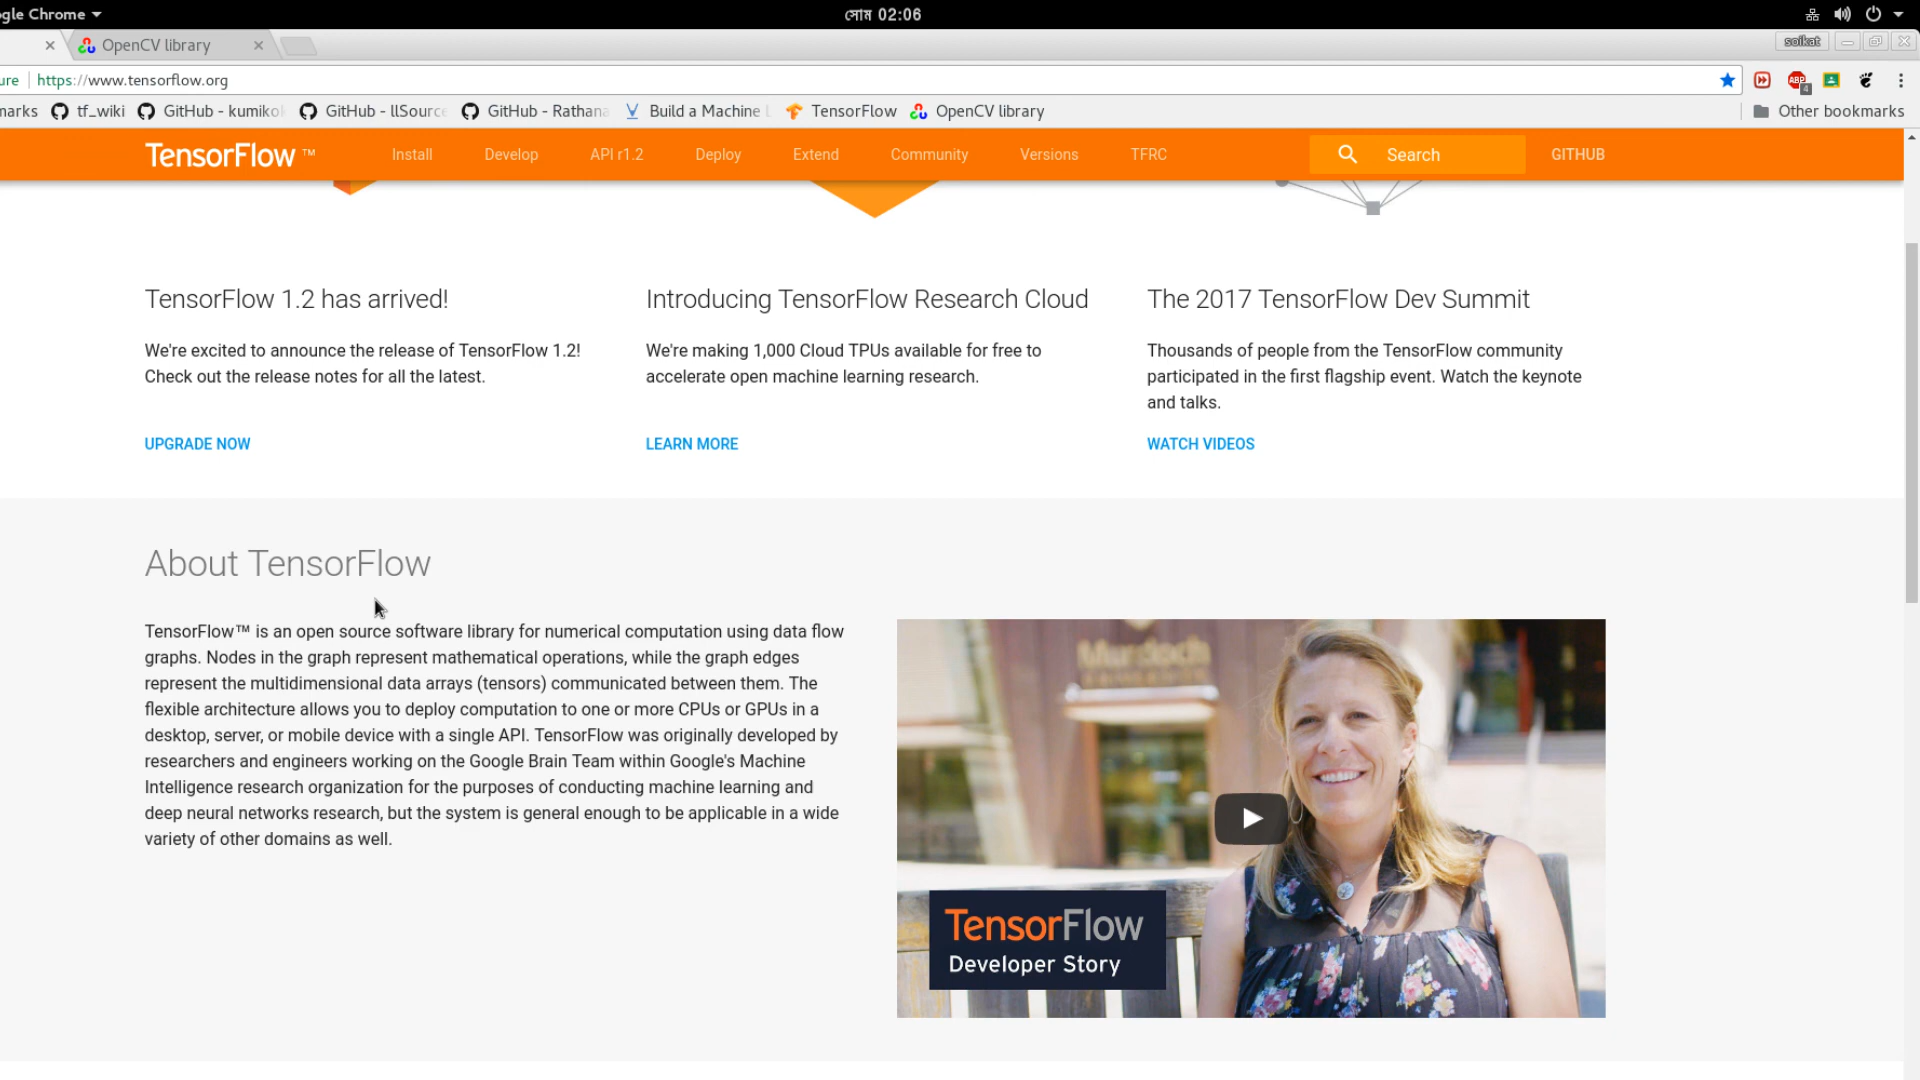 gle Chrome
সোম 02:06
OpenCV library
soikat
ure https://www.tensorflow.org
marks tf_wiki GitHub - kumiko GitHub - llSource GitHub - Rathana Build a Machine L TensorFlow OpenCV library Other bookmarks
ABP
4
TensorFlow ™ Install Develop API r1.2 Deploy Extend Community Versions TFRC Search GITHUB
TensorFlow 1.2 has arrived!
We're excited to announce the release of TensorFlow 1.2!
Check out the release notes for all the latest.
UPGRADE NOW
Introducing TensorFlow Research Cloud
We're making 1,000 Cloud TPUs available for free to
accelerate open machine learning research.
LEARN MORE
The 2017 TensorFlow Dev Summit
Thousands of people from the TensorFlow community
participated in the first flagship event. Watch the keynote
and talks.
WATCH VIDEOS
About TensorFlow
TensorFlow™ is an open source software library for numerical computation using data flow
graphs. Nodes in the graph represent mathematical operations, while the graph edges
represent the multidimensional data arrays (tensors) communicated between them. The
flexible architecture allows you to deploy computation to one or more CPUs or GPUs in a
desktop, server, or mobile device with a single API. TensorFlow was originally developed by
researchers and engineers working on the Google Brain Team within Google's Machine
Intelligence research organization for the purposes of conducting machine learning and
deep neural networks research, but the system is general enough to be applicable in a wide
variety of other domains as well.
Murdoch
TensorFlow
Developer Story